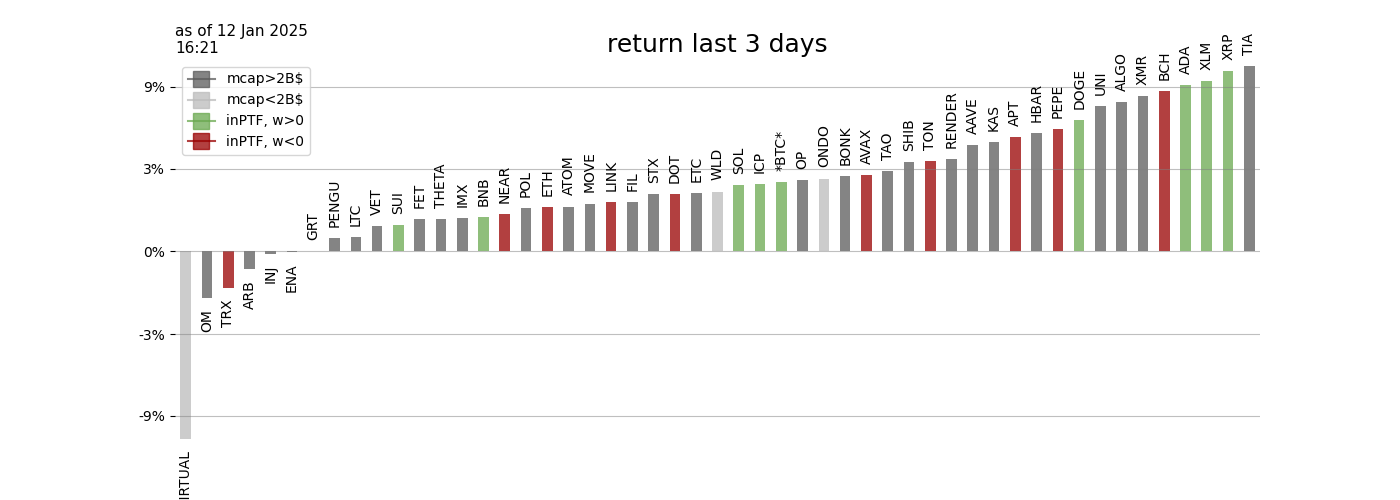 as of 12 Jan 2025
16:21
return last 3 days
mcap>2B$
mcap<2B$
inPTF, w>0
inPTF, w<0
9%
3%
0%
-3%
-9%
IRTUAL
OM
TRX
ARB
INJ
ENA
GRT
PENGU
LTC
VET
SUI
FET
THETA
IMX
BNB
NEAR
POL
ETH
ATOM
MOVE
LINK
FIL
STX
DOT
ETC
WLD
SOL
ICP
*BTC*
OP
ONDO
BONK
AVAX
TAO
SHIB
TON
RENDER
AAVE
KAS
APT
HBAR
PEPE
DOGE
UNI
ALGO
XMR
BCH
ADA
XLM
XRP
TIA